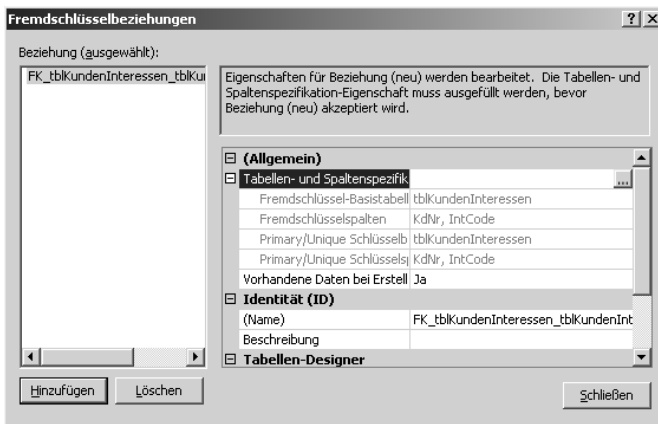 Fremdschlüsselbeziehungen
Beziehung (ausgewählt):
FK_tblKundenInteressen_tblKu
Eigenschaften für Beziehung (neu) werden bearbeitet. Die Tabellen- und
Spaltenspezifikation-Eigenschaft muss ausgefüllt werden, bevor
Beziehung (neu) akzeptiert wird.
(Allgemein)
Tabellen- und Spaltenspezifik ...
Fremdschlüssel-Basistabell tblKundenInteressen
Fremdschlüsselspalten KdNr, IntCode
Primary/Unique Schlüsselb tblKundenInteressen
Primary/Unique Schlüssels KdNr, IntCode
Vorhandene Daten bei Erstell Ja
Identität (ID)
(Name) FK_tblKundenInteressen_tblKundenInt
Beschreibung
Tabellen-Designer
Hinzufügen Löschen
Schließen